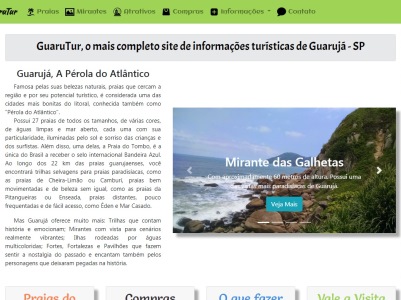 GuaruTur Praias Mirantes Atrativos Compras Informações Contato
GuaruTur, o mais completo site de informações turisticas de Guarujá - SP
Guarujá, A Pérola do Atlântico
Famosa pelas suas belezas naturais, praias que cercam a
região e por seu potencial turístico, é considerada uma das
cidades mais bonitas do litoral, conhecida também como
"Pérola do Atlântico".
Possui 27 praias de todos os tamanhos, de várias cores,
de águas limpas e mar aberto, cada uma com sua
particularidade, iluminadas pelo sol e sorriso das crianças e
dos surfistas. Além disso, uma delas, a Praia do Tombo, é a
única do Brasil a receber o selo internacional Bandeira Azul.
Ao longo dos 22 km das praias guarujaenses, você
encontrará trilhas selvagens para praias paradisíacas, como
as praias de Cheira-Limão ou Camburi, praias bem
movimentadas e de beleza sem igual, como as praias da
Pitangueiras ou Enseada, praias distantes, pouco
frequentadas e de fácil acesso, como Éden e Mar Casado.
Mas Guarujá oferece muito mais: Trilhas que contam
história e emocionam; Mirantes com vista para cenários
realmente vibrantes; Ilhas rodeadas por águas
multicoloridas; Fortes, Fortalezas e Pavilhões que fazem
sentir a nostalgia do passado e encantam também pelos
personagens que deixaram pegadas na história.
Mirante das Galhetas
Com aproximadamente 60 metros de altura. Possui uma
das mais paradisíacas de Guarujá.
Veja Mais
Praias do Compras O que fazer Vale a Visita